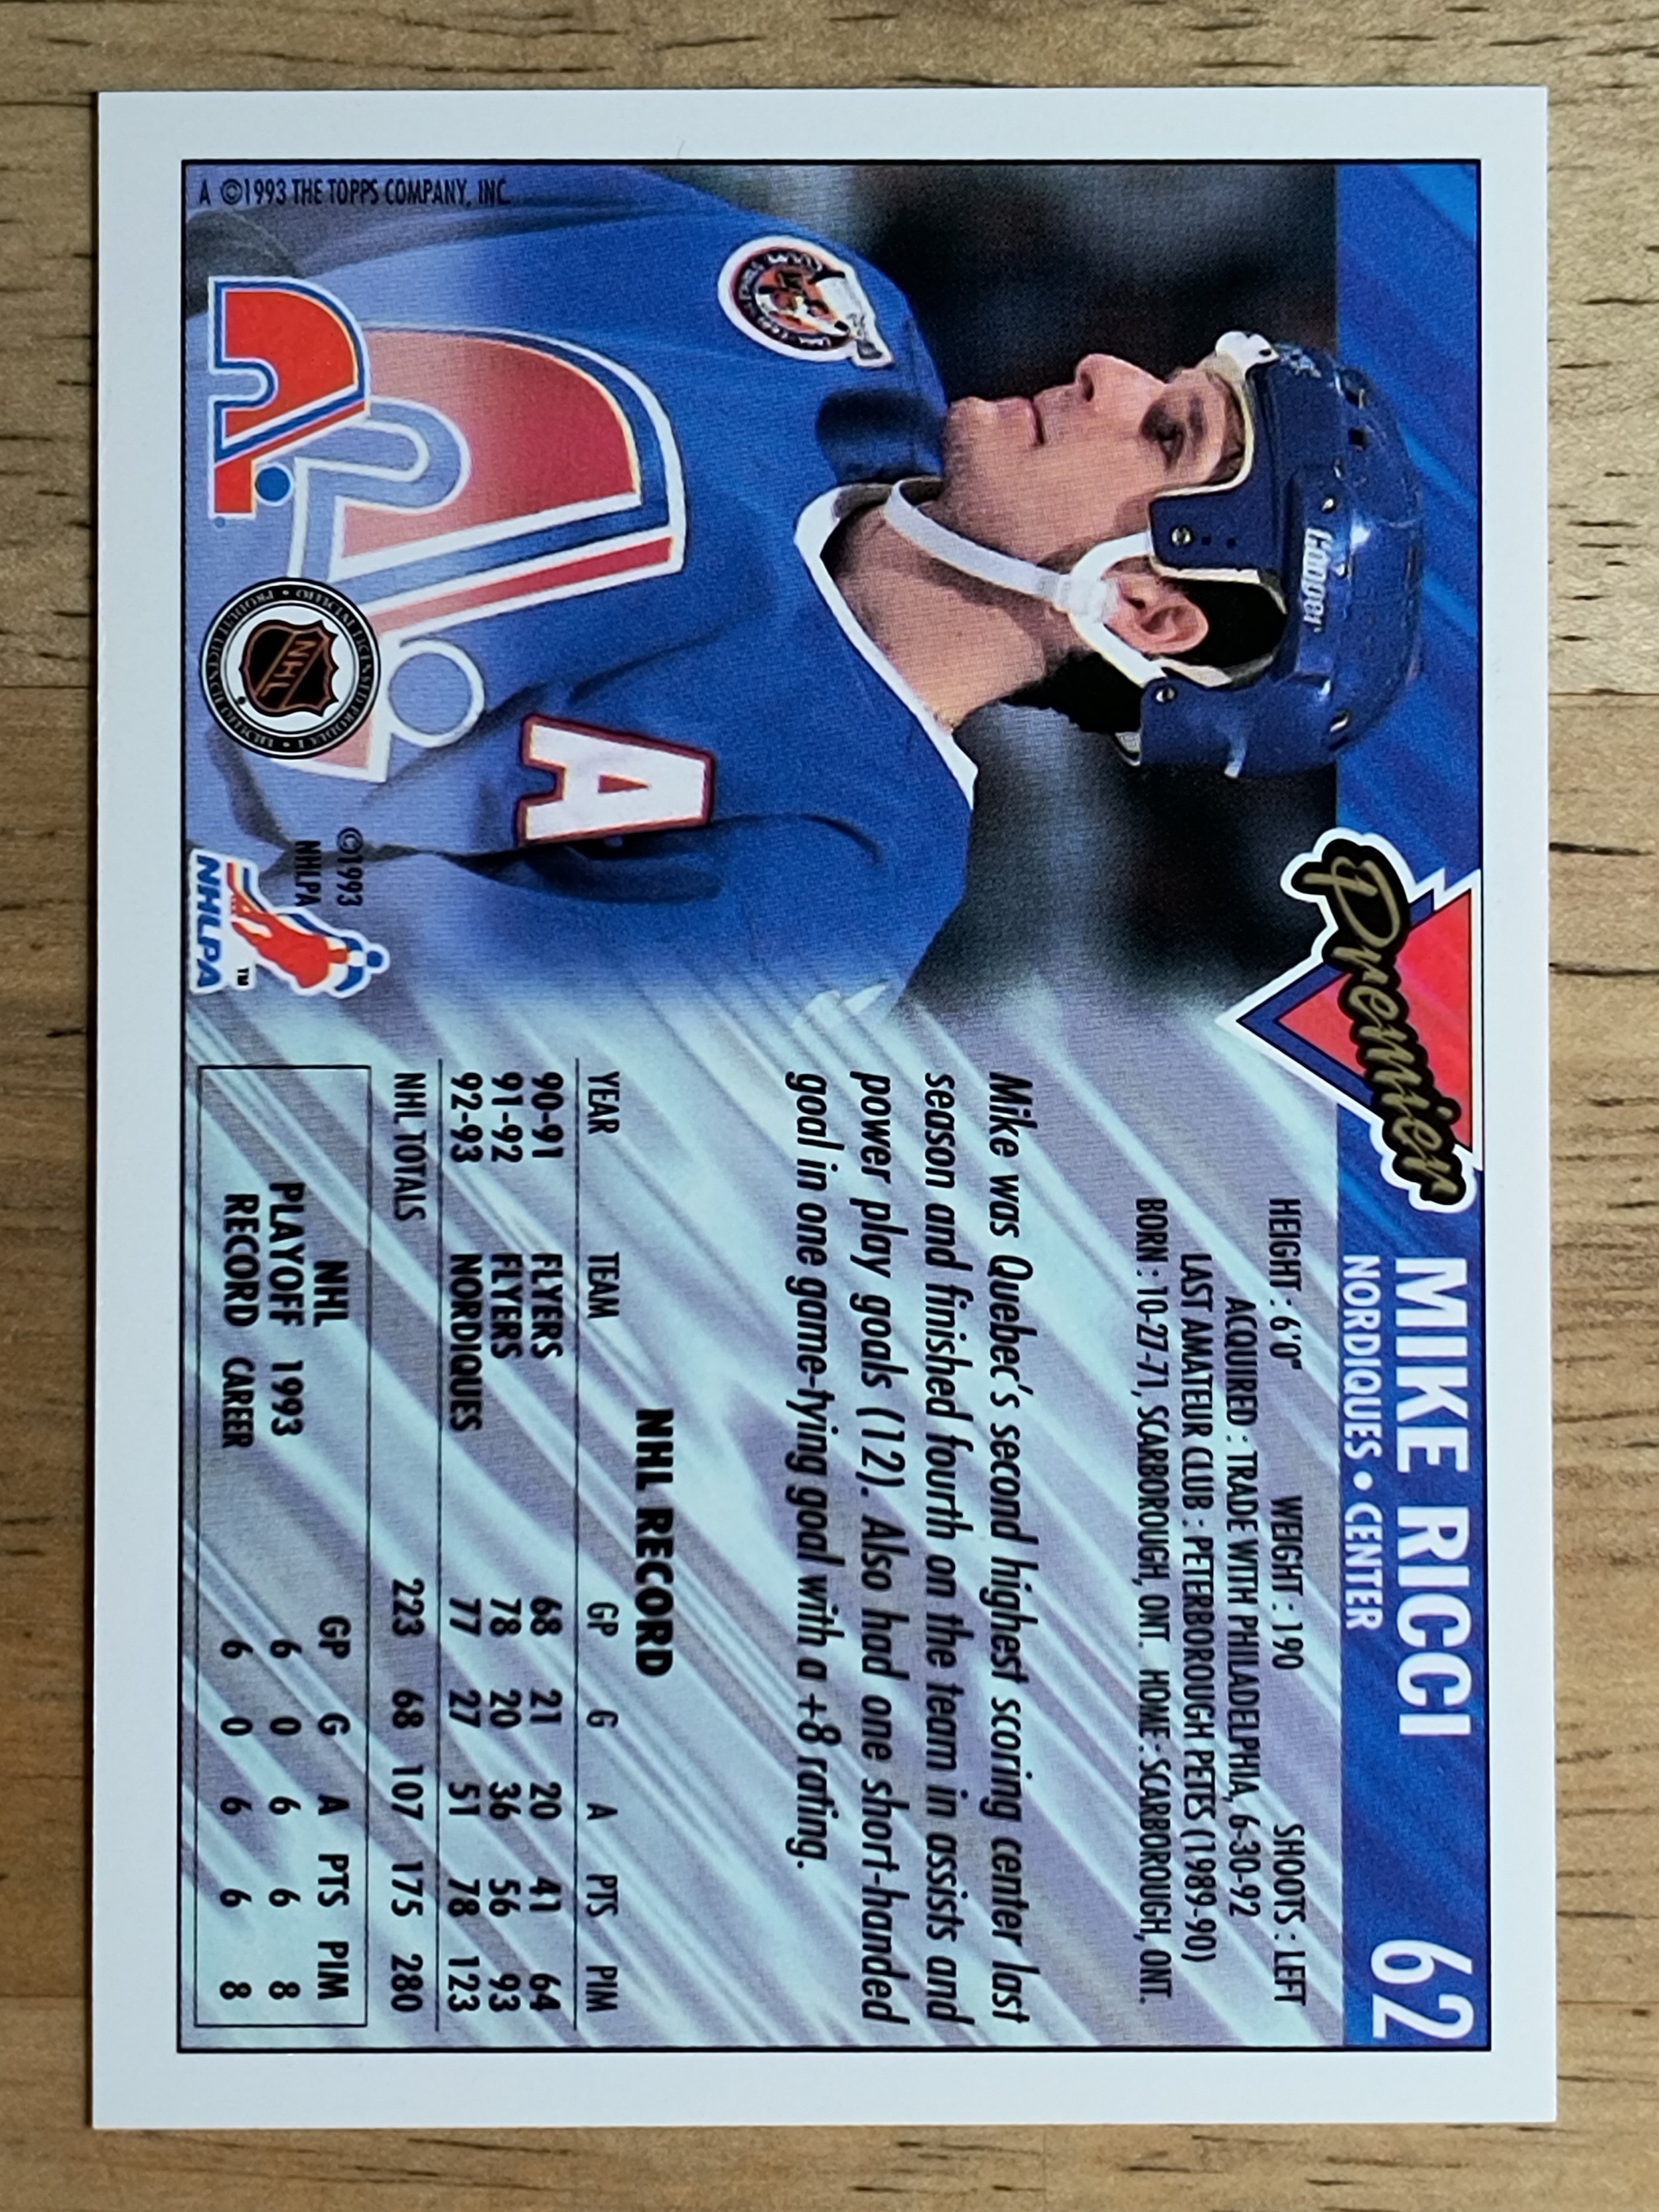 Premier
MIKE RICCI
62
NORDIQUES • CENTER
HEIGHT : 6'0" WEIGHT : 190 SHOOTS : LEFT
ACQUIRED : TRADE WITH PHILADELPHIA, 6-30-92
LAST AMATEUR CLUB : PETERBOROUGH PETES (1989-90)
BORN : 10-27-71, SCARBOROUGH, ONT. HOME : SCARBOROUGH, ONT.
Mike was Quebec's second highest scoring center last
season and finished fourth on the team in assists and
power play goals (12). Also had one short-handed
goal in one game-tying goal with a +8 rating.
NHL RECORD
YEAR TEAM GP G A PTS PIM
90-91 FLYERS 68 21 20 41 64
91-92 FLYERS 78 20 36 56 93
92-93 NORDIQUES 77 27 51 78 123
NHL TOTALS 223 68 107 175 280
NHL GP G A PTS PIM
PLAYOFF 1993 6 0 6 6 8
RECORD CAREER 6 0 6 6 8
Cooper
A
NHL
©1993
NHLPA
NHLPA TM
A ©1993 THE TOPPS COMPANY, INC.